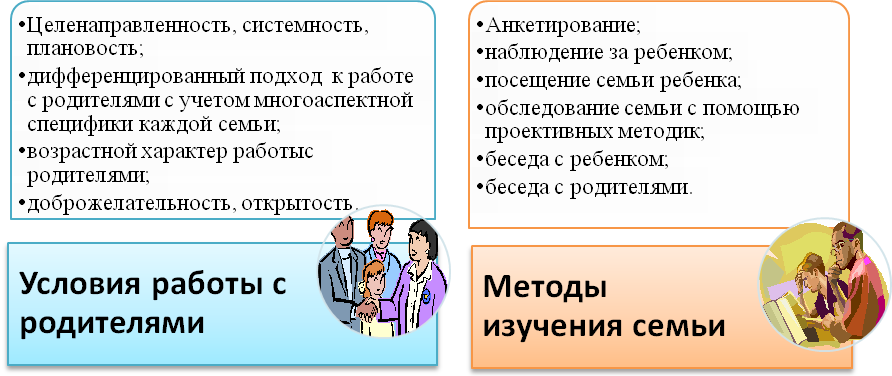 •Целенаправленность, системность,
плановость;
•дифференцированный подход к работе
с родителями с учетом многоаспектной
специфики каждой семьи;
•возрастной характер работыс
родителями;
•доброжелательность, открытость.
Условия работы с
родителями
•Анкетирование;
•наблюдение за ребенком;
•посещение семьи ребенка;
•обследование семьи с помощью
проективных методик;
•беседа с ребенком;
•беседа с родителями.
Методы
изучения семьи